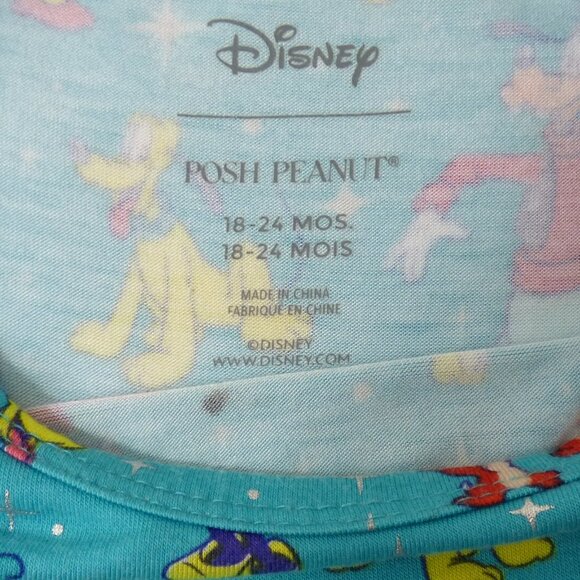 Disney
POSH PEANUT®
18-24 MOS.
18-24 MOIS
MADE IN CHINA
FABRIQUÉ EN CHINE
©DISNEY
WWW.DISNEY.COM